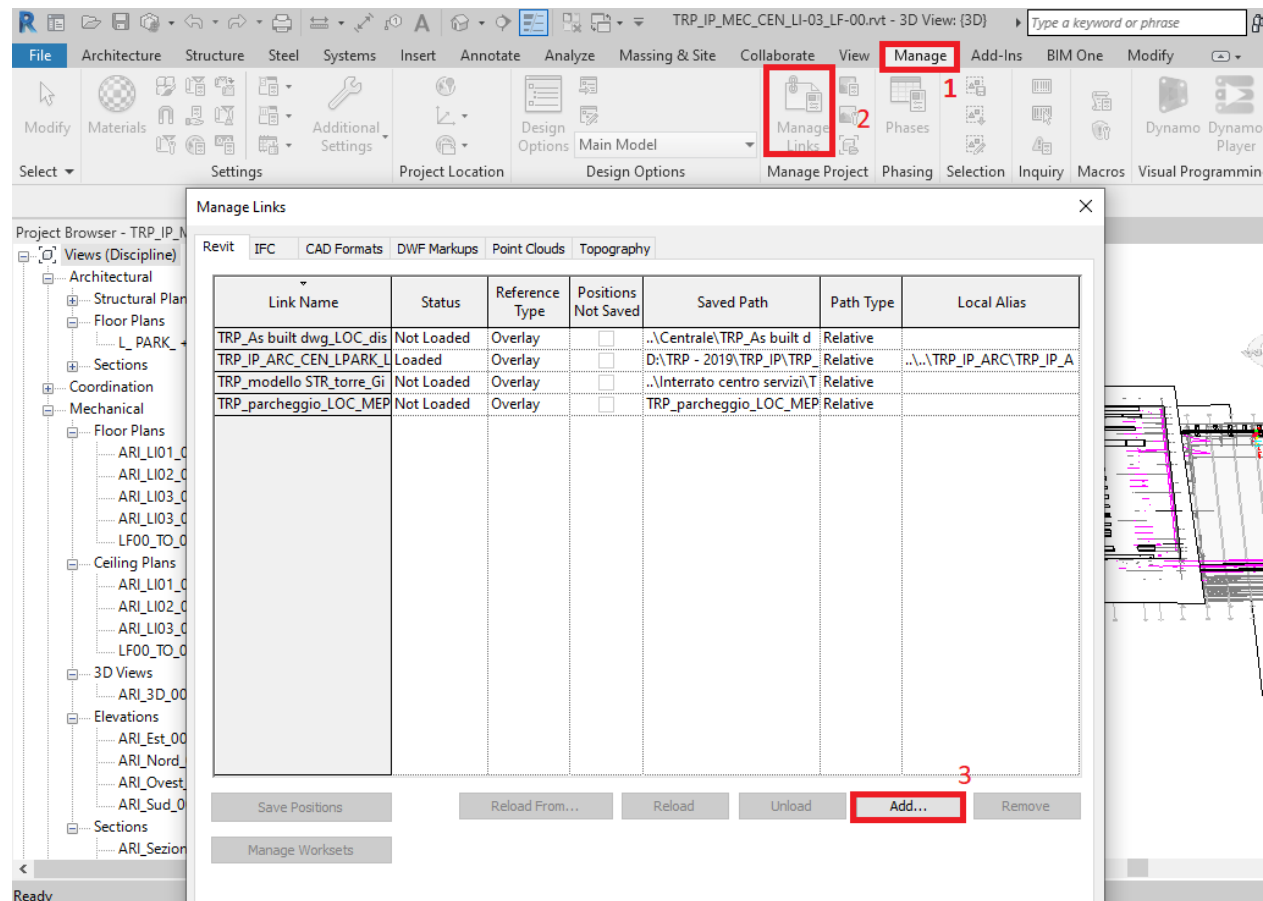 TRP_IP_MEC_CEN_LI-03_LF-00.rvt - 3D View: {3D}
Type a keyword or phrase
File Architecture Structure Steel Systems Insert Annotate Analyze Massing & Site Collaborate View Manage Add-Ins BIM One Modify
1
2
Modify Materials Additional Settings Design Options Main Model Manage Links Phases Dynamo Dynamo Player
Select Settings Project Location Design Options Manage Project Phasing Selection Inquiry Macros Visual Programmin
Manage Links
Project Browser - TRP_IP_M
Revit IFC CAD Formats DWF Markups Point Clouds Topography
Views (Discipline)
Architectural
Structural Plan
Floor Plans
L_ PARK_ +
Sections
Coordination
Mechanical
Floor Plans
ARI_LI01_0
ARI_LI02_0
ARI_LI03_0
ARI_LI03_0
LF00_TO_0
Ceiling Plans
ARI_LI01_0
ARI_LI02_0
ARI_LI03_0
LF00_TO_0
3D Views
ARI_3D_00
Elevations
ARI_Est_00
ARI_Nord_
ARI_Ovest_
ARI_Sud_0
Sections
ARI_Sezion
Link Name Status Reference Type Positions Not Saved Saved Path Path Type Local Alias
TRP_As built dwg_LOC_dis Not Loaded Overlay ..\Centrale\TRP_As built d Relative
TRP_IP_ARC_CEN_LPARK_L Loaded Overlay D:\TRP - 2019\TRP_IP\TRP_ Relative ..\..\TRP_IP_ARC\TRP_IP_A
TRP_modello STR_torre_Gi Not Loaded Overlay ..\Interrato centro servizi\T Relative
TRP_parcheggio_LOC_MEP Not Loaded Overlay TRP_parcheggio_LOC_MEP Relative
3
Save Positions Reload From... Reload Unload Add... Remove
Manage Worksets
Ready